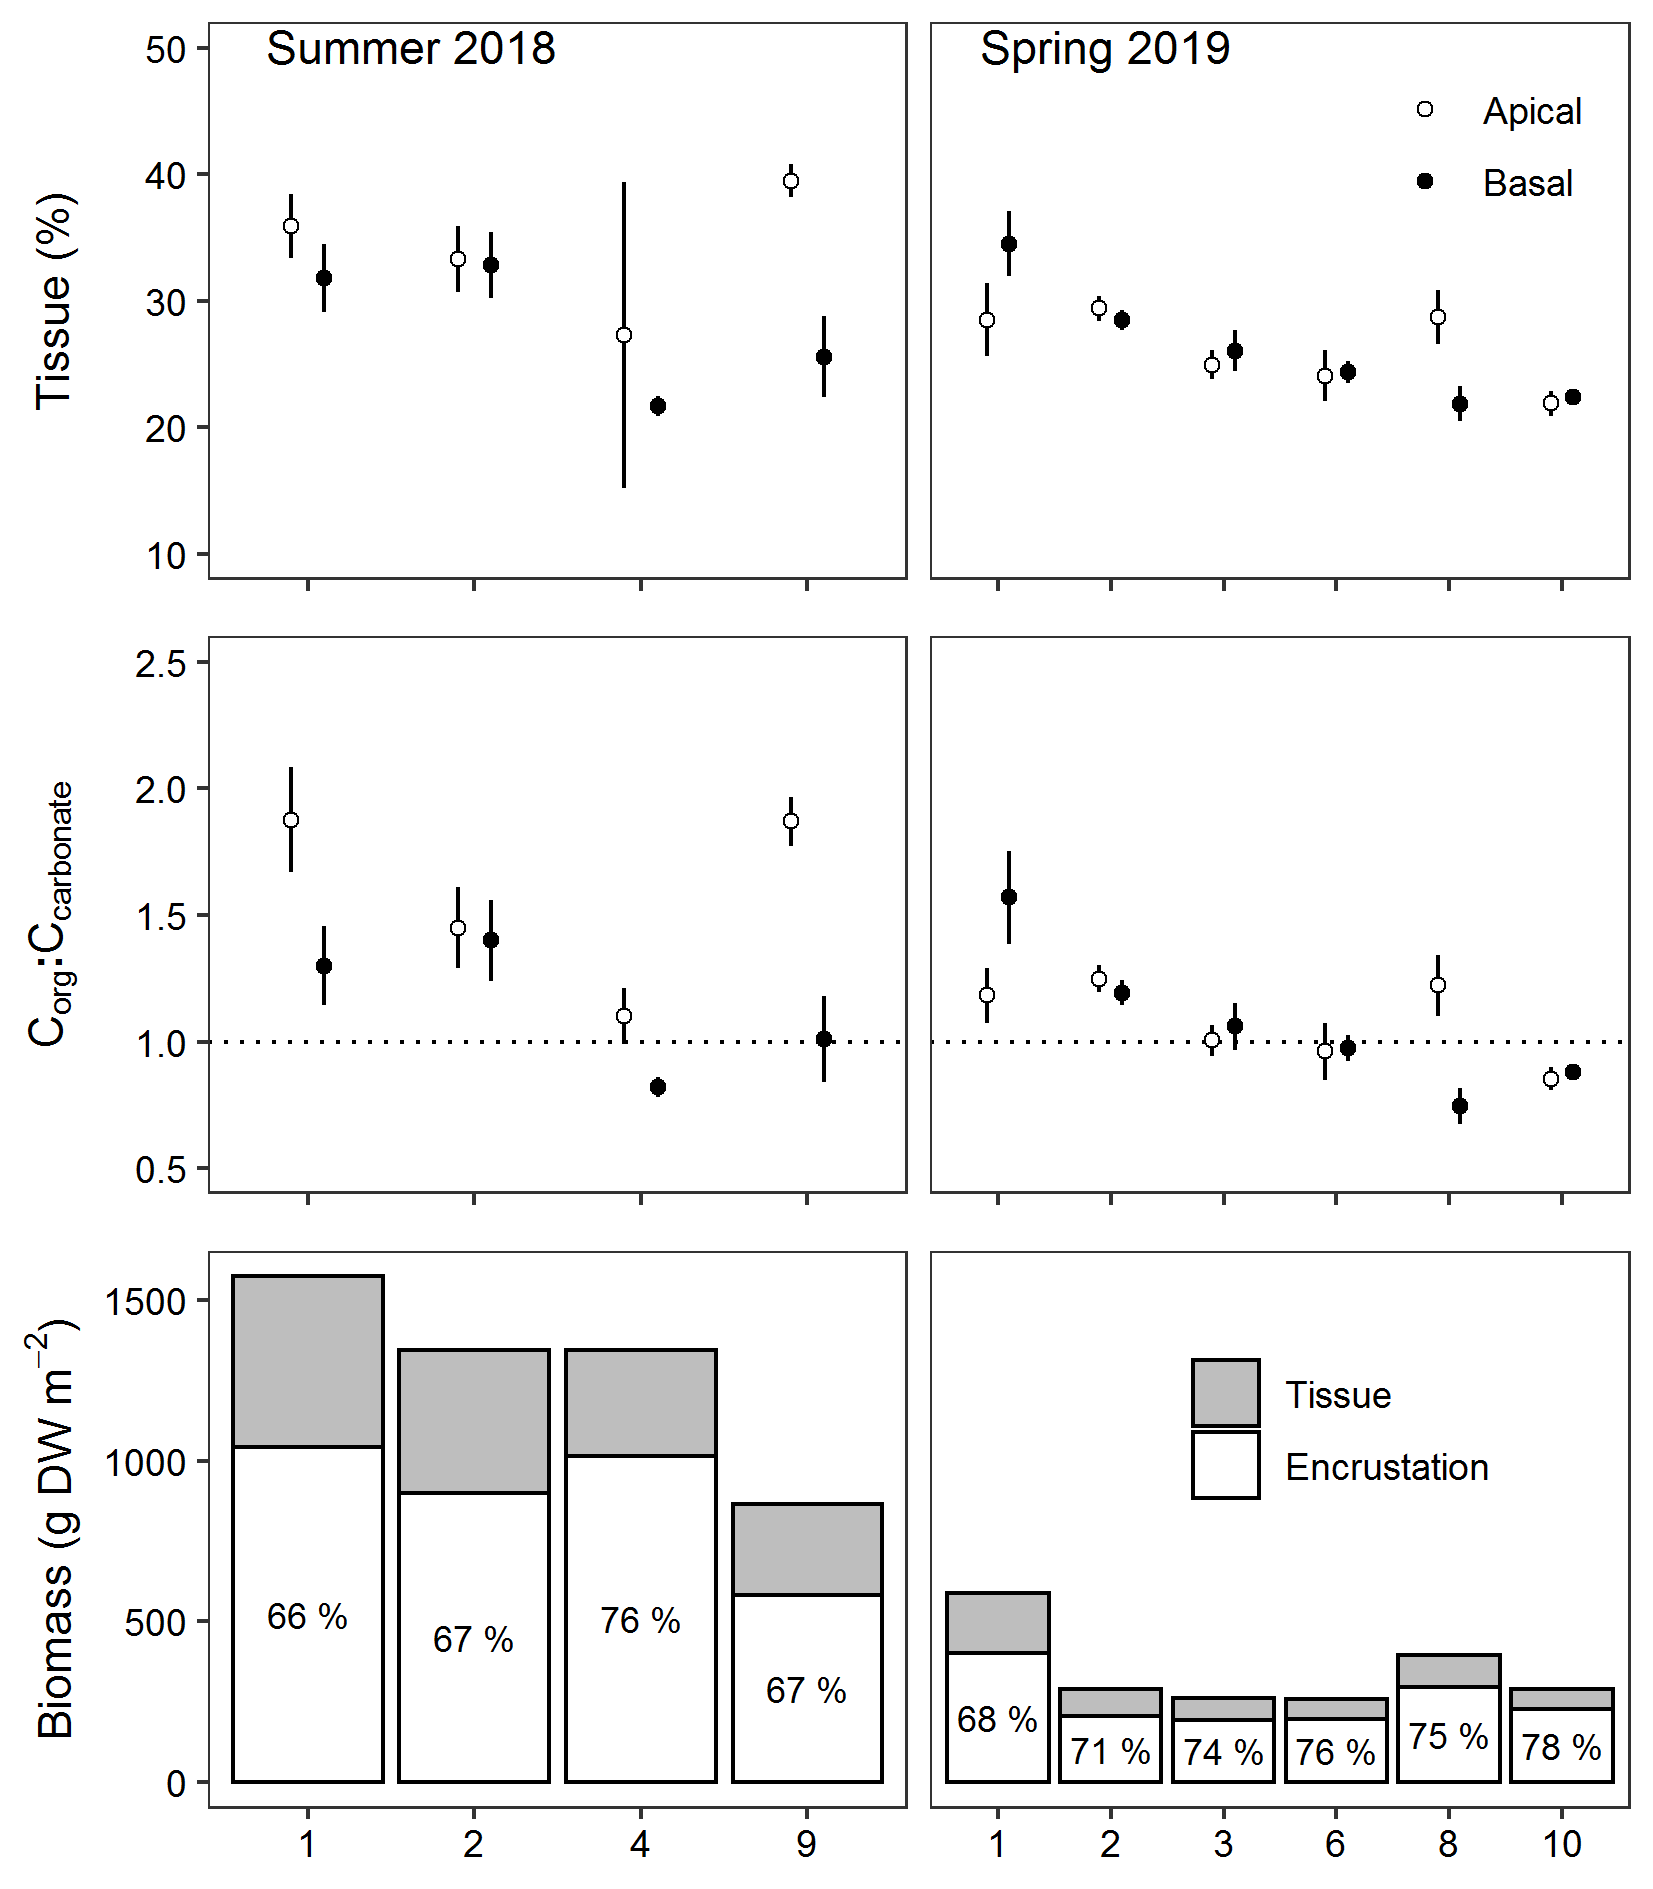 Summer 2018
Spring 2019
Apical
Basal
Tissue (%)
50
40
30
20
10
C_org:C_carbonate
2.5
2.0
1.5
1.0
0.5
Biomass (g DW m⁻²)
1500
1000
500
0
Tissue
Encrustation
66 %
67 %
76 %
67 %
68 %
71 %
74 %
76 %
75 %
78 %
1 2 4 9
1 2 3 6 8 10